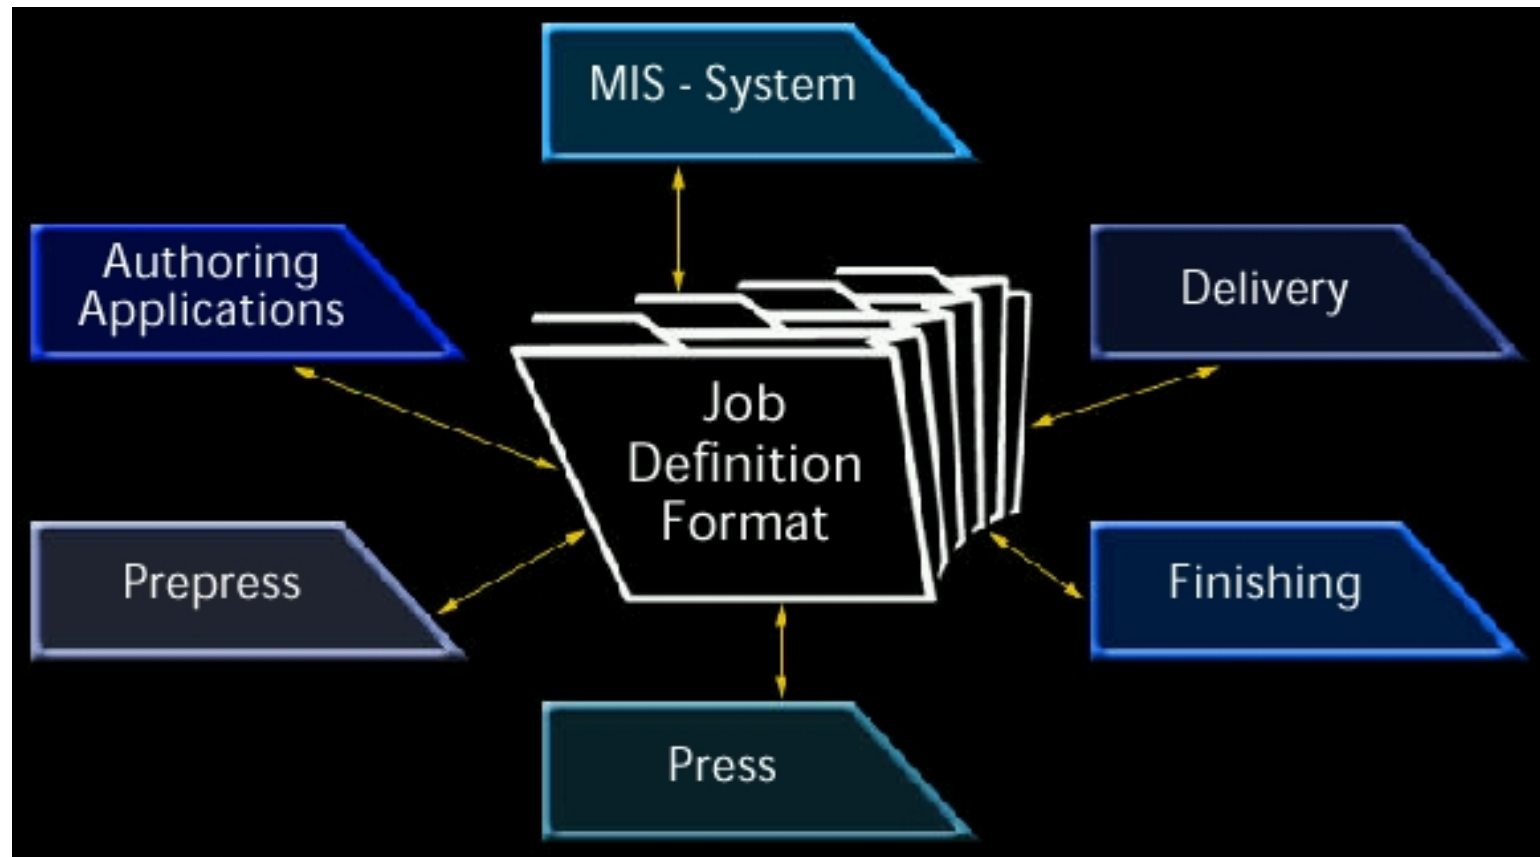 MIS - System
Authoring
Applications
Delivery
Job
Definition
Format
Prepress
Finishing
Press